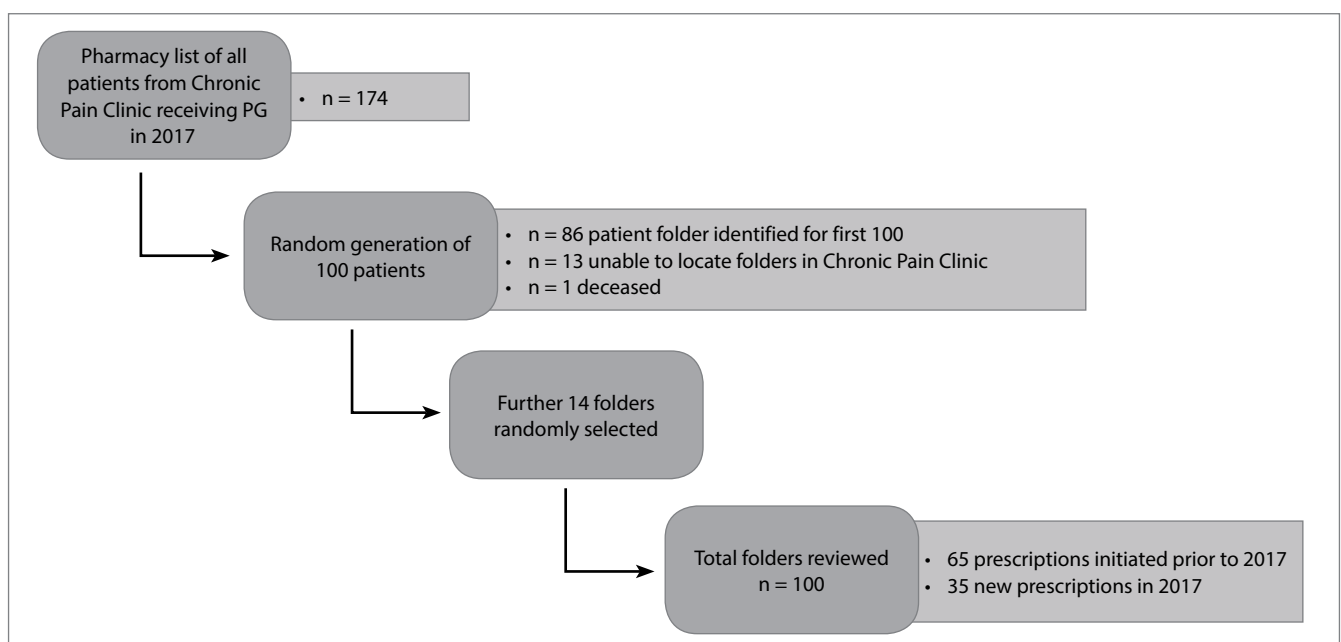 Pharmacy list of all
patients from Chronic
Pain Clinic receiving PG
in 2017
• n = 174
Random generation of
100 patients
• n = 86 patient folder identified for first 100
• n = 13 unable to locate folders in Chronic Pain Clinic
• n = 1 deceased
Further 14 folders
randomly selected
Total folders reviewed
n = 100
• 65 prescriptions initiated prior to 2017
• 35 new prescriptions in 2017